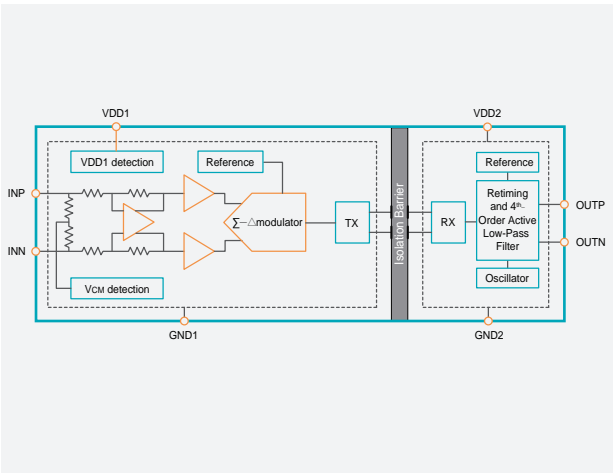 VDD1
VDD2
VDD1 detection
Reference
Reference
INP
INN
∑−△modulator
TX
Isolation Barrier
RX
Retiming
and 4th-
Order Active
Low-Pass
Filter
OUTP
OUTN
VCM detection
Oscillator
GND1
GND2